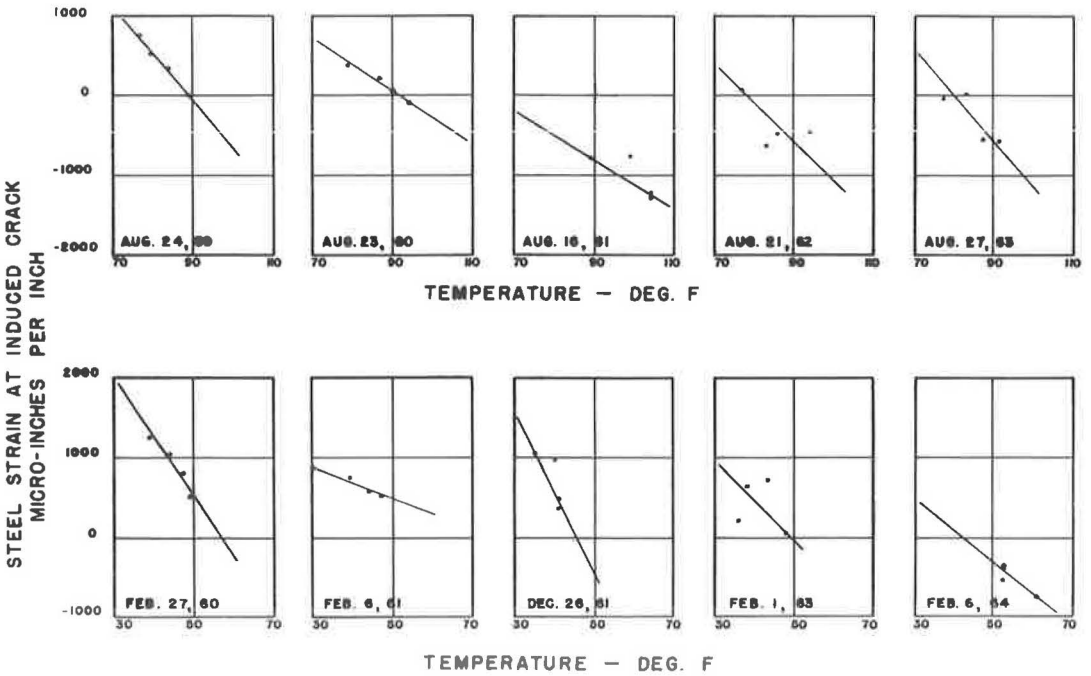 STEEL STRAIN AT INDUCED CRACK
MICRO-INCHES PER INCH
1000
0
-1000
-2000
AUG. 24,
AUG. 23, 60
AUG. 16, 61
AUG. 21, 62
AUG. 27, 63
70 90 110
70 90 110
70 90 110
70 90 110
70 90 110
TEMPERATURE — DEG. F
2000
1000
0
-1000
FEB. 27, 60
FEB. 6, 61
DEC. 26, 61
FEB. 1, 63
FEB. 6, 64
30 50 70
30 50 70
30 50 70
30 50 70
30 50 70
TEMPERATURE — DEG. F